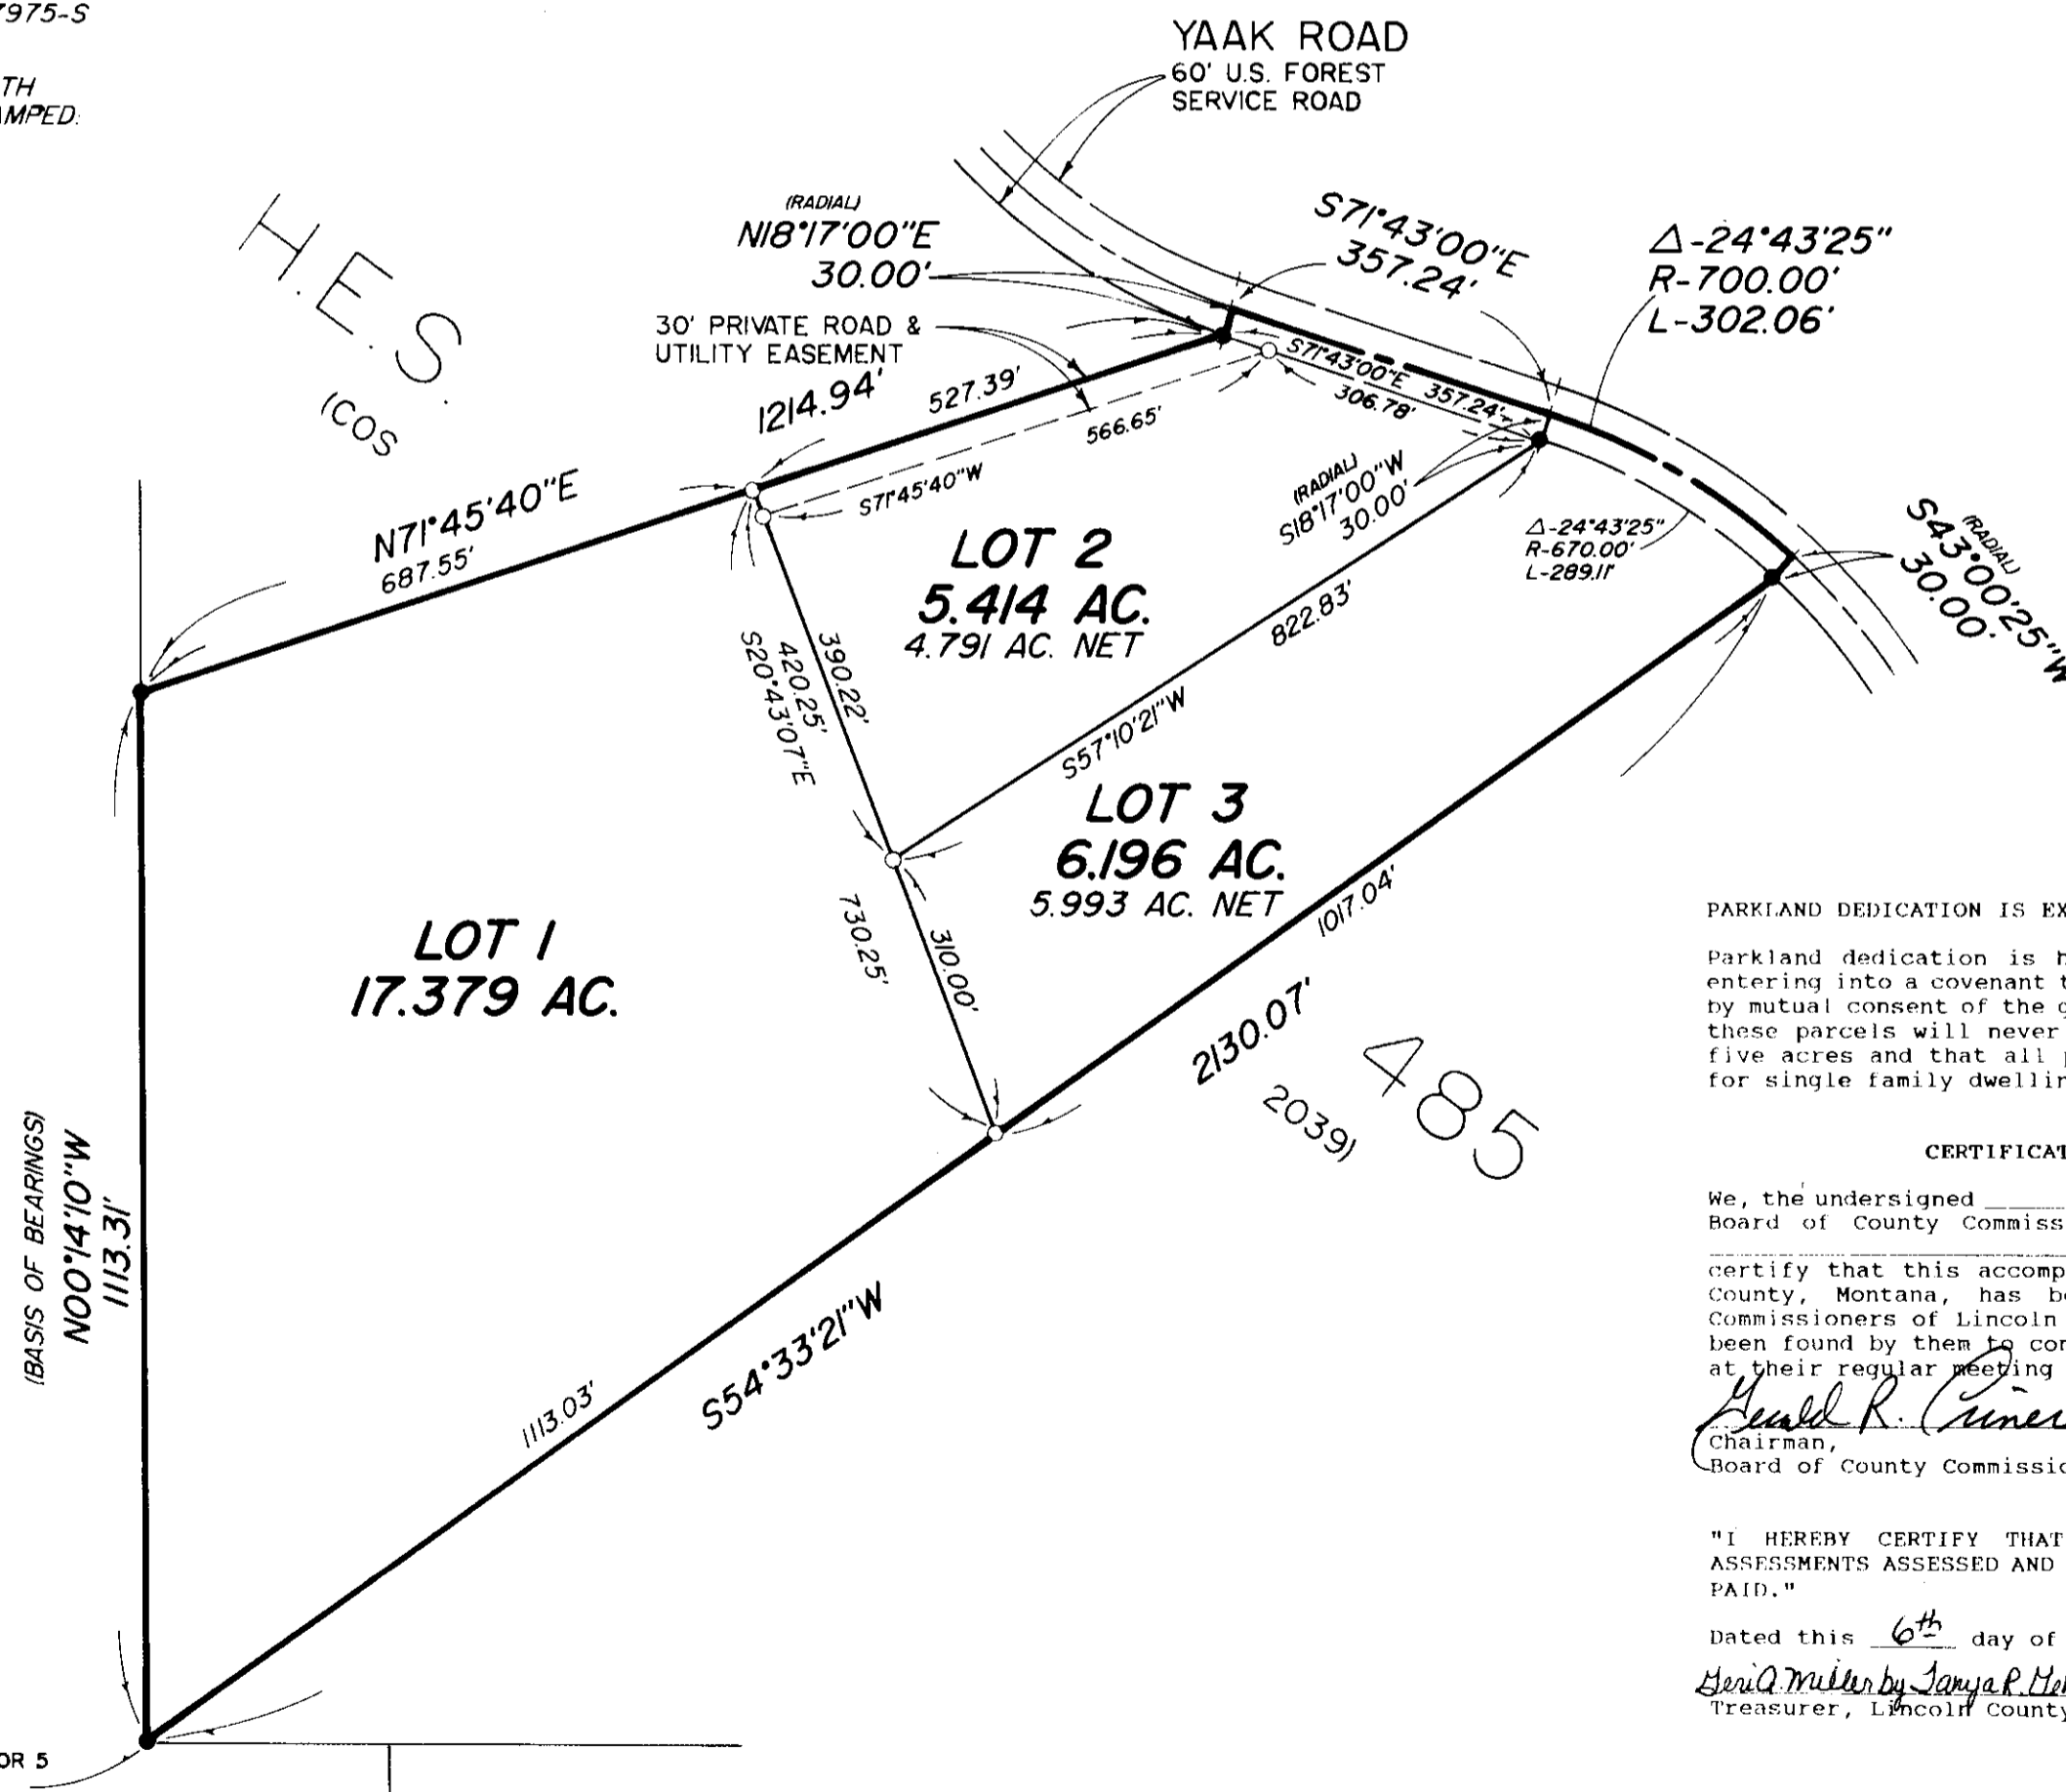 7975-S
TH
AMPED:
YAAK ROAD
60' U.S. FOREST
SERVICE ROAD
H.E.S.
(COS
(RADIAL)
N18°17'00"E
30.00'
30' PRIVATE ROAD &
UTILITY EASEMENT
S71°43'00"E
357.24'
Δ-24°43'25"
R-700.00'
L-302.06'
1214.94'
527.39'
566.65'
S71°45'40"W
S71°43'00"E 357.24'
306.78'
N71°45'40"E
687.55'
(RADIAL)
S18°17'00"W
30.00'
Δ-24°43'25"
R-670.00'
L-289.11'
(RADIAL)
S43°00'25"W
30.00'
LOT 2
5.414 AC.
4.791 AC. NET
390.22'
420.25'
S20°43'07"E
822.83'
S57°10'21"W
LOT 3
6.196 AC.
5.993 AC. NET
730.25'
310.00'
1017.04'
2130.07'
485
2039)
LOT 1
17.379 AC.
(BASIS OF BEARINGS)
N00°14'10"W
1113.31'
1113.03'
S54°33'21"W
OR 5
PARKLAND DEDICATION IS EX
Parkland dedication is h
entering into a covenant t
by mutual consent of the g
these parcels will never
five acres and that all p
for single family dwellin
CERTIFICAT
We, the undersigned
Board of County Commiss
certify that this accomp
County, Montana, has be
Commissioners of Lincoln
been found by them to con
at their regular meeting
Gerald R. Criner
Chairman,
Board of County Commissio
"I HEREBY CERTIFY THAT
ASSESSMENTS ASSESSED AND
PAID."
Dated this 6th day of
Geri A. Miller by Tanya R.
Treasurer, Lincoln County